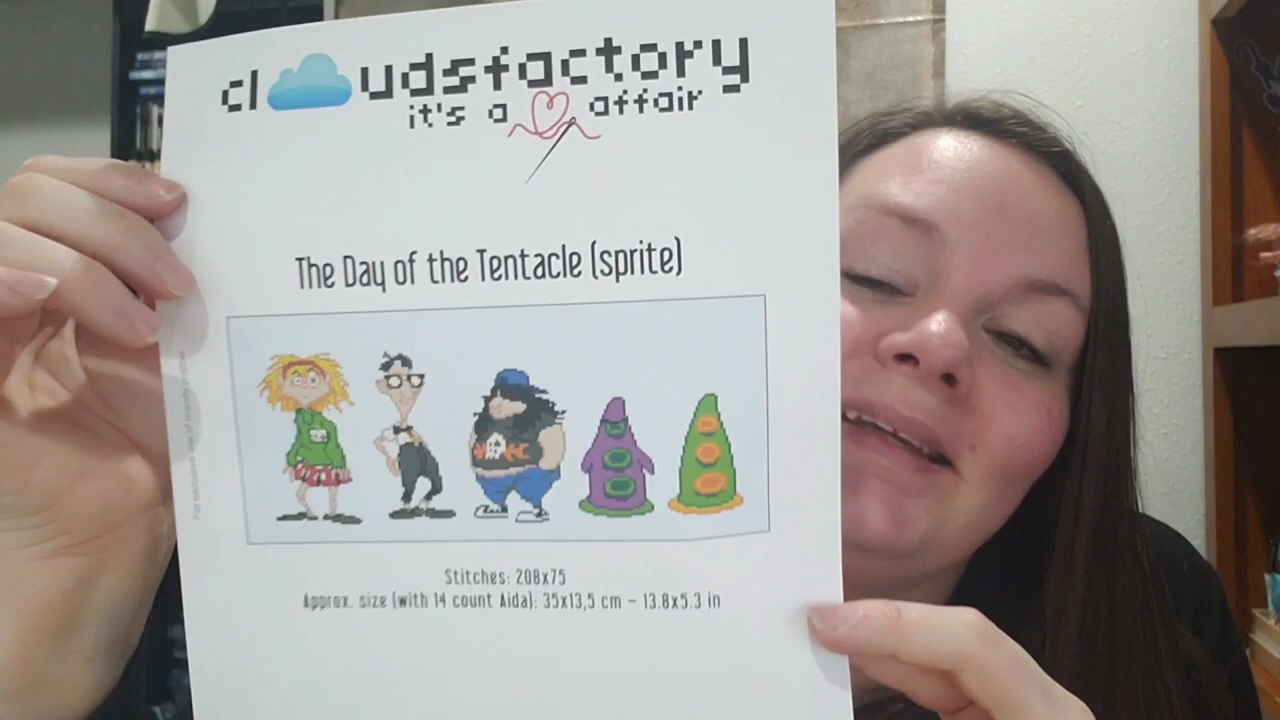 cl udsfactory
it's a affair
The Day of the Tentacle (sprite)
Stitches: 208x75
Approx. size (with 14 count Aida): 35x13,5 cm – 13.8x5.3 in